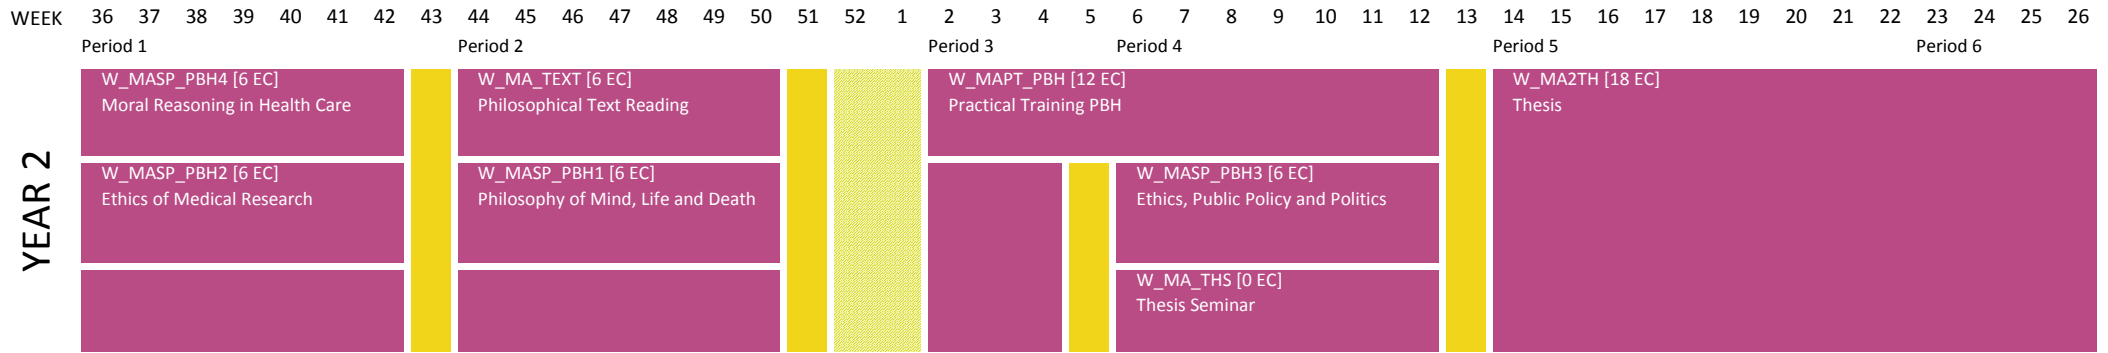 WEEK 36 37 38 39 40 41 42 43 44 45 46 47 48 49 50 51 52 1 2 3 4 5 6 7 8 9 10 11 12 13 14 15 16 17 18 19 20 21 22 23 24 25 26
Period 1 Period 2 Period 3 Period 4 Period 5 Period 6
YEAR 2
W_MASP_PBH4 [6 EC]
Moral Reasoning in Health Care
W_MA_TEXT [6 EC]
Philosophical Text Reading
W_MAPT_PBH [12 EC]
Practical Training PBH
W_MA2TH [18 EC]
Thesis
W_MASP_PBH2 [6 EC]
Ethics of Medical Research
W_MASP_PBH1 [6 EC]
Philosophy of Mind, Life and Death
W_MASP_PBH3 [6 EC]
Ethics, Public Policy and Politics
W_MA_THS [0 EC]
Thesis Seminar